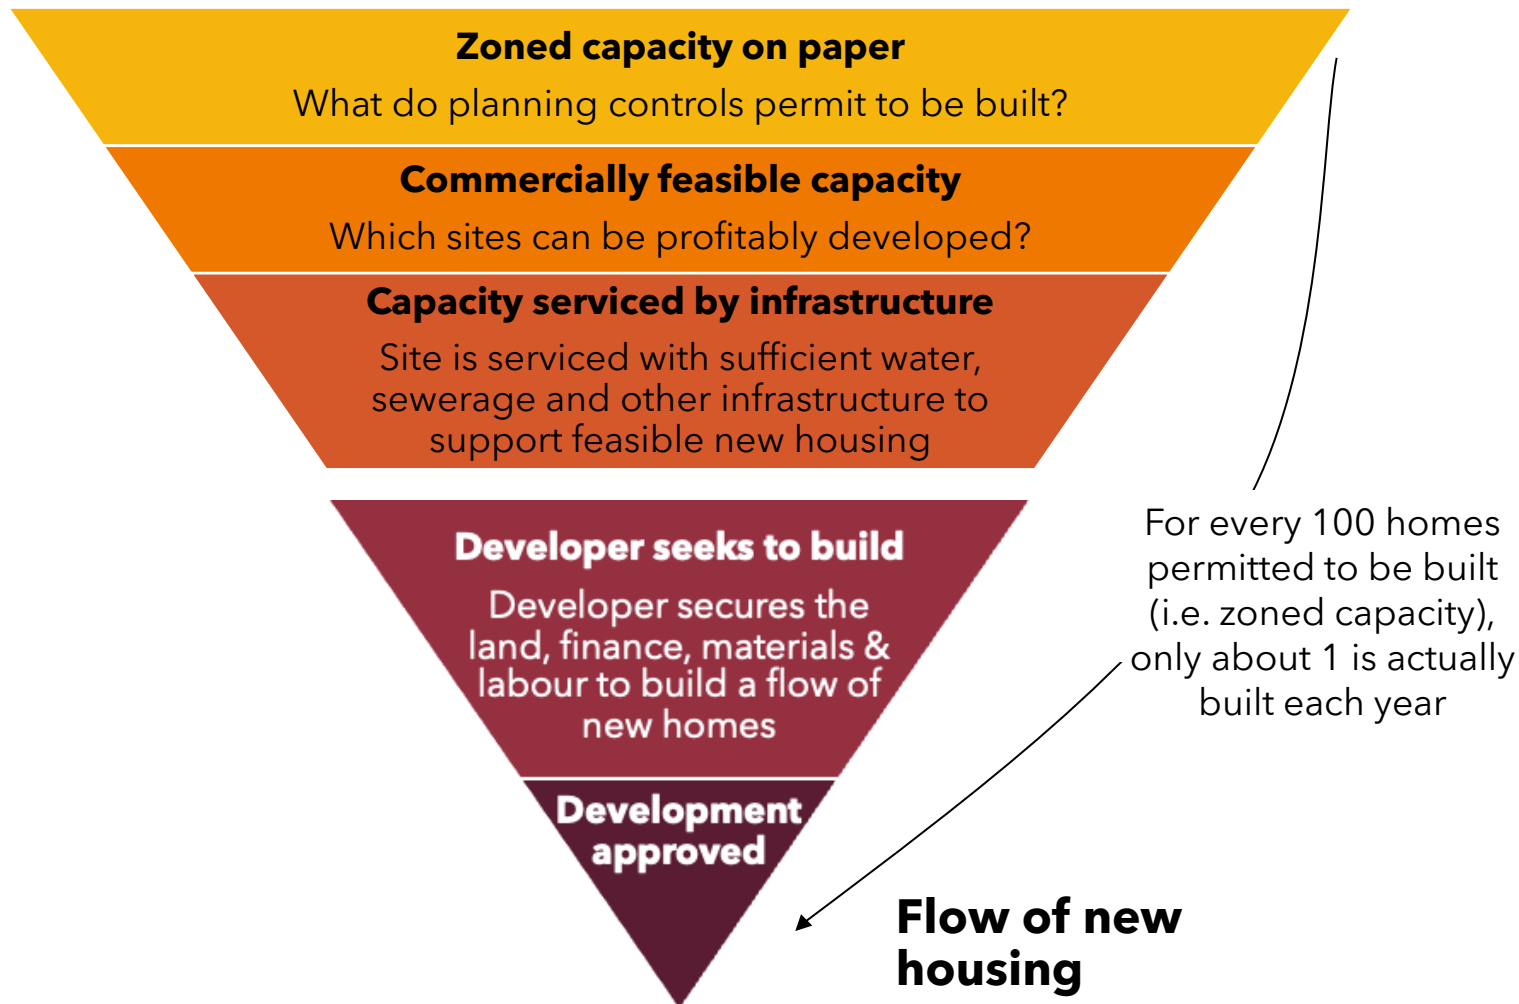 Zoned capacity on paper
What do planning controls permit to be built?
Commercially feasible capacity
Which sites can be profitably developed?
Capacity serviced by infrastructure
Site is serviced with sufficient water,
sewerage and other infrastructure to
support feasible new housing
Developer seeks to build
Developer secures the
land, finance, materials &
labour to build a flow of
new homes
Development
approved
For every 100 homes
permitted to be built
(i.e. zoned capacity),
only about 1 is actually
built each year
Flow of new
housing